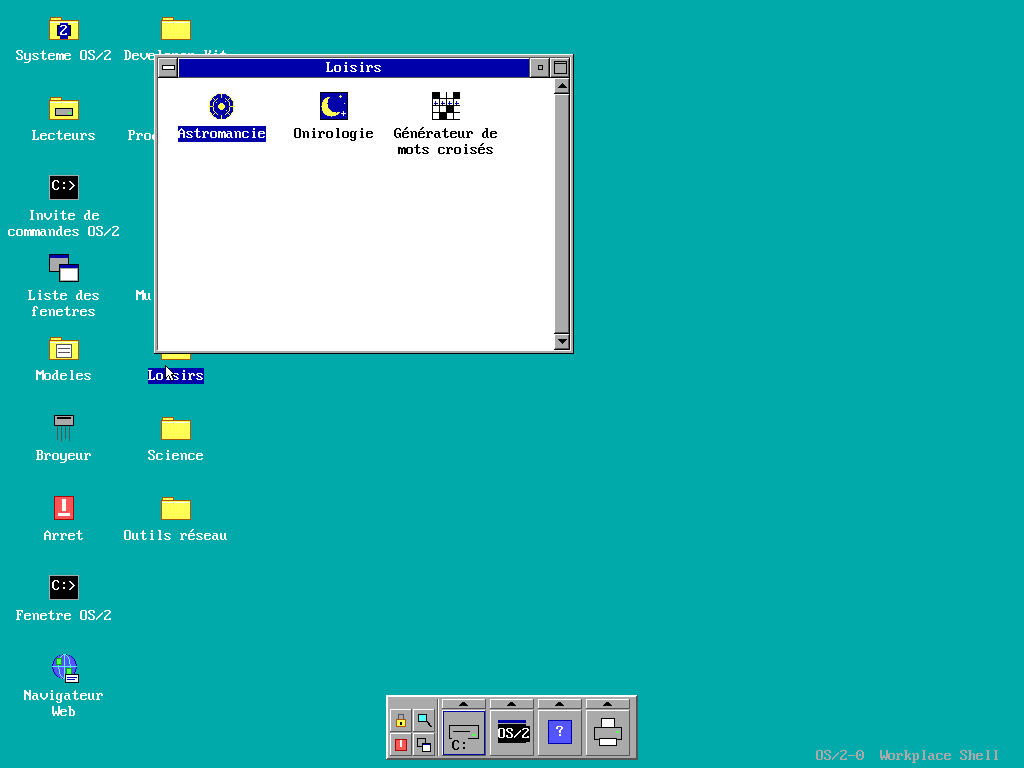 Systeme OS/2
Loisirs
Astromancie
Onirologie
Générateur de
mots croisés
Lecteurs
C:>
Invite de
commandes OS/2
Liste des
fenetres
Modeles
Loisirs
Broyeur
Science
Arret
Outils réseau
C:>
Fenetre OS/2
Navigateur
Web
C:
OS/2
?
OS/2-0 Workplace Shell